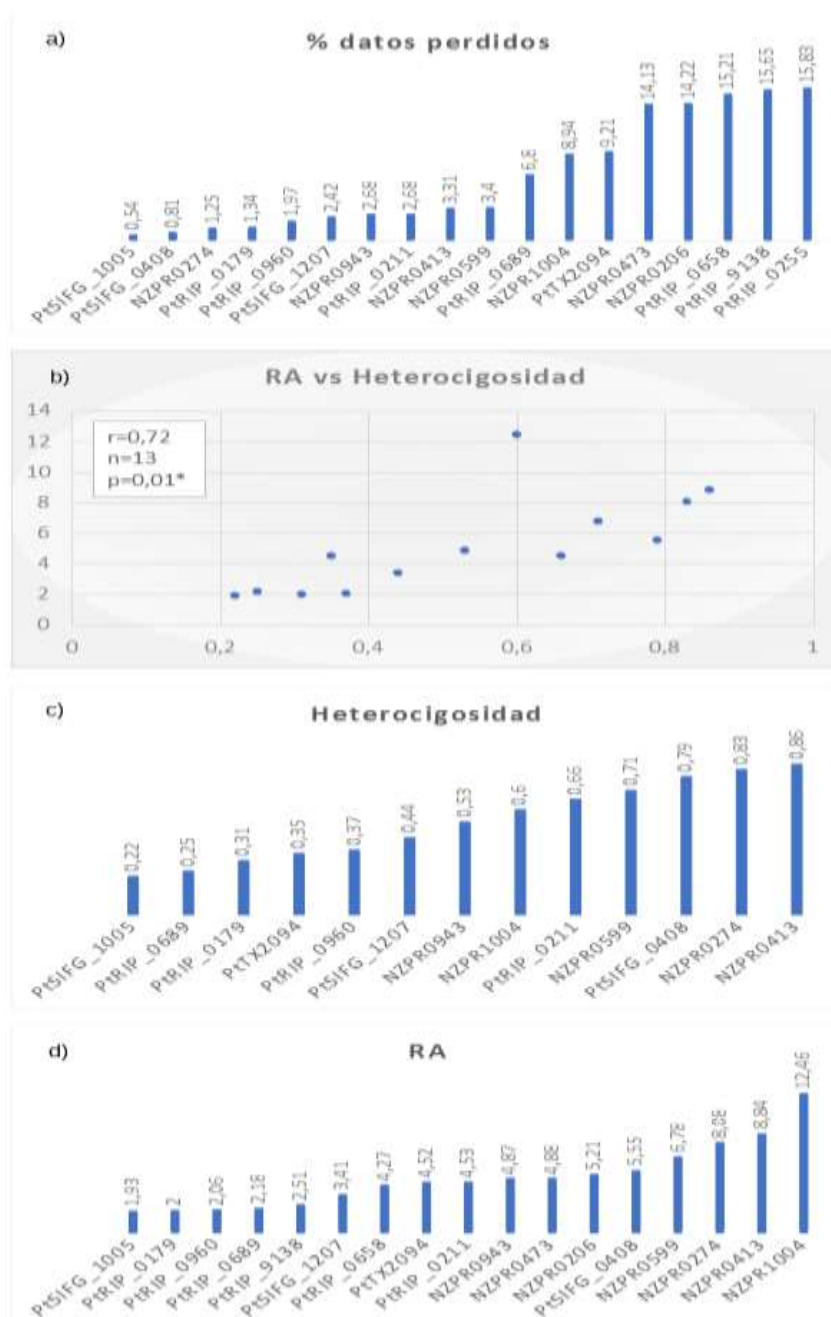 a)
% datos perdidos
0,54
0,81
1,25
1,34
1,97
2,42
2,68
2,68
3,31
3,4
6,8
8,94
9,21
14,13
14,22
15,21
15,65
15,83
PtSIFG_1005
PtSIFG_0408
NZPR0274
PtRIP_0179
PtRIP_0960
PtSIFG_1207
NZPR0943
PtRIP_0211
NZPR0413
NZPR0599
PtRIP_0689
NZPR1004
PtTX2094
NZPR0473
NZPR0206
PtRIP_0658
PtRIP_9138
PtRIP_0255
b)
RA vs Heterocigosidad
14
12
10
8
6
4
2
0
r=0,72
n=13
p=0,01*
0
0,2
0,4
0,6
0,8
1
c)
Heterocigosidad
0,22
0,25
0,31
0,35
0,37
0,44
0,53
0,6
0,66
0,71
0,79
0,83
0,86
PtSIFG_1005
PtRIP_0689
PtRIP_0179
PtTX2094
PtRIP_0960
PtSIFG_1207
NZPR0943
NZPR1004
PtRIP_0211
NZPR0599
PtSIFG_0408
NZPR0274
NZPR0413
d)
RA
1,93
2
2,06
2,18
2,51
3,41
4,27
4,52
4,53
4,87
4,88
5,21
5,55
6,78
8,08
8,84
12,46
PtSIFG_1005
PtRIP_0179
PtRIP_0960
PtRIP_0689
PtRIP_9138
PtSIFG_1207
PtRIP_0658
PtTX2094
PtRIP_0211
NZPR0943
NZPR0473
NZPR0206
PtSIFG_0408
NZPR0599
NZPR0274
NZPR0413
NZPR1004